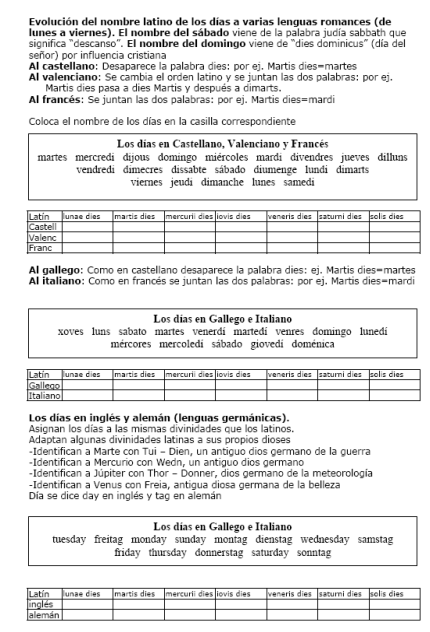 Evolución del nombre latino de los días a varias lenguas romances (de
lunes a viernes). El nombre del sábado viene de la palabra judía sabbath que
significa "descanso". El nombre del domingo viene de "dies dominicus" (día del
señor) por influencia cristiana
Al castellano: Desaparece la palabra dies: por ej. Martis dies=martes
Al valenciano: Se cambia el orden latino y se juntan las dos palabras: por ej.
Martis dies pasa a dies Martis y después a dimarts.
Al francés: Se juntan las dos palabras: por ej. Martis dies=mardi
Coloca el nombre de los días en la casilla correspondiente
Los días en Castellano, Valenciano y Francés
martes mercredi dijous domingo miércoles mardi divendres jueves dilluns
vendredi dimecres dissabte sábado diumenge lundi dimarts
viernes jeudi dimanche lunes samedi
Latín lunae dies martis dies mercurii dies iovis dies veneris dies saturni dies solis dies
Castell
Valenc
Franc
Al gallego: Como en castellano desaparece la palabra dies: ej. Martis dies=martes
Al italiano: Como en francés se juntan las dos palabras: por ej. Martis dies=mardi
Los días en Gallego e Italiano
xoves luns sabato martes venerdí martedí venres domingo lunedí
mércores mercoledí sábado giovedí doménica
Latín lunae dies martis dies mercurii dies iovis dies veneris dies saturni dies solis dies
Gallego
Italiano
Los días en inglés y alemán (lenguas germánicas).
Asignan los días a las mismas divinidades que los latinos.
Adaptan algunas divinidades latinas a sus propios dioses
-Identifican a Marte con Tui – Dien, un antiguo dios germano de la guerra
-Identifican a Mercurio con Wedn, un antiguo dios germano
-Identifican a Júpiter con Thor – Donner, dios germano de la meteorología
-Identifican a Venus con Freia, antigua diosa germana de la belleza
Día se dice day en inglés y tag en alemán
Los días en Gallego e Italiano
tuesday freitag monday sunday montag dienstag wednesday samstag
friday thursday donnerstag saturday sonntag
Latín lunae dies martis dies mercurii dies iovis dies veneris dies saturni dies solis dies
inglés
alemán